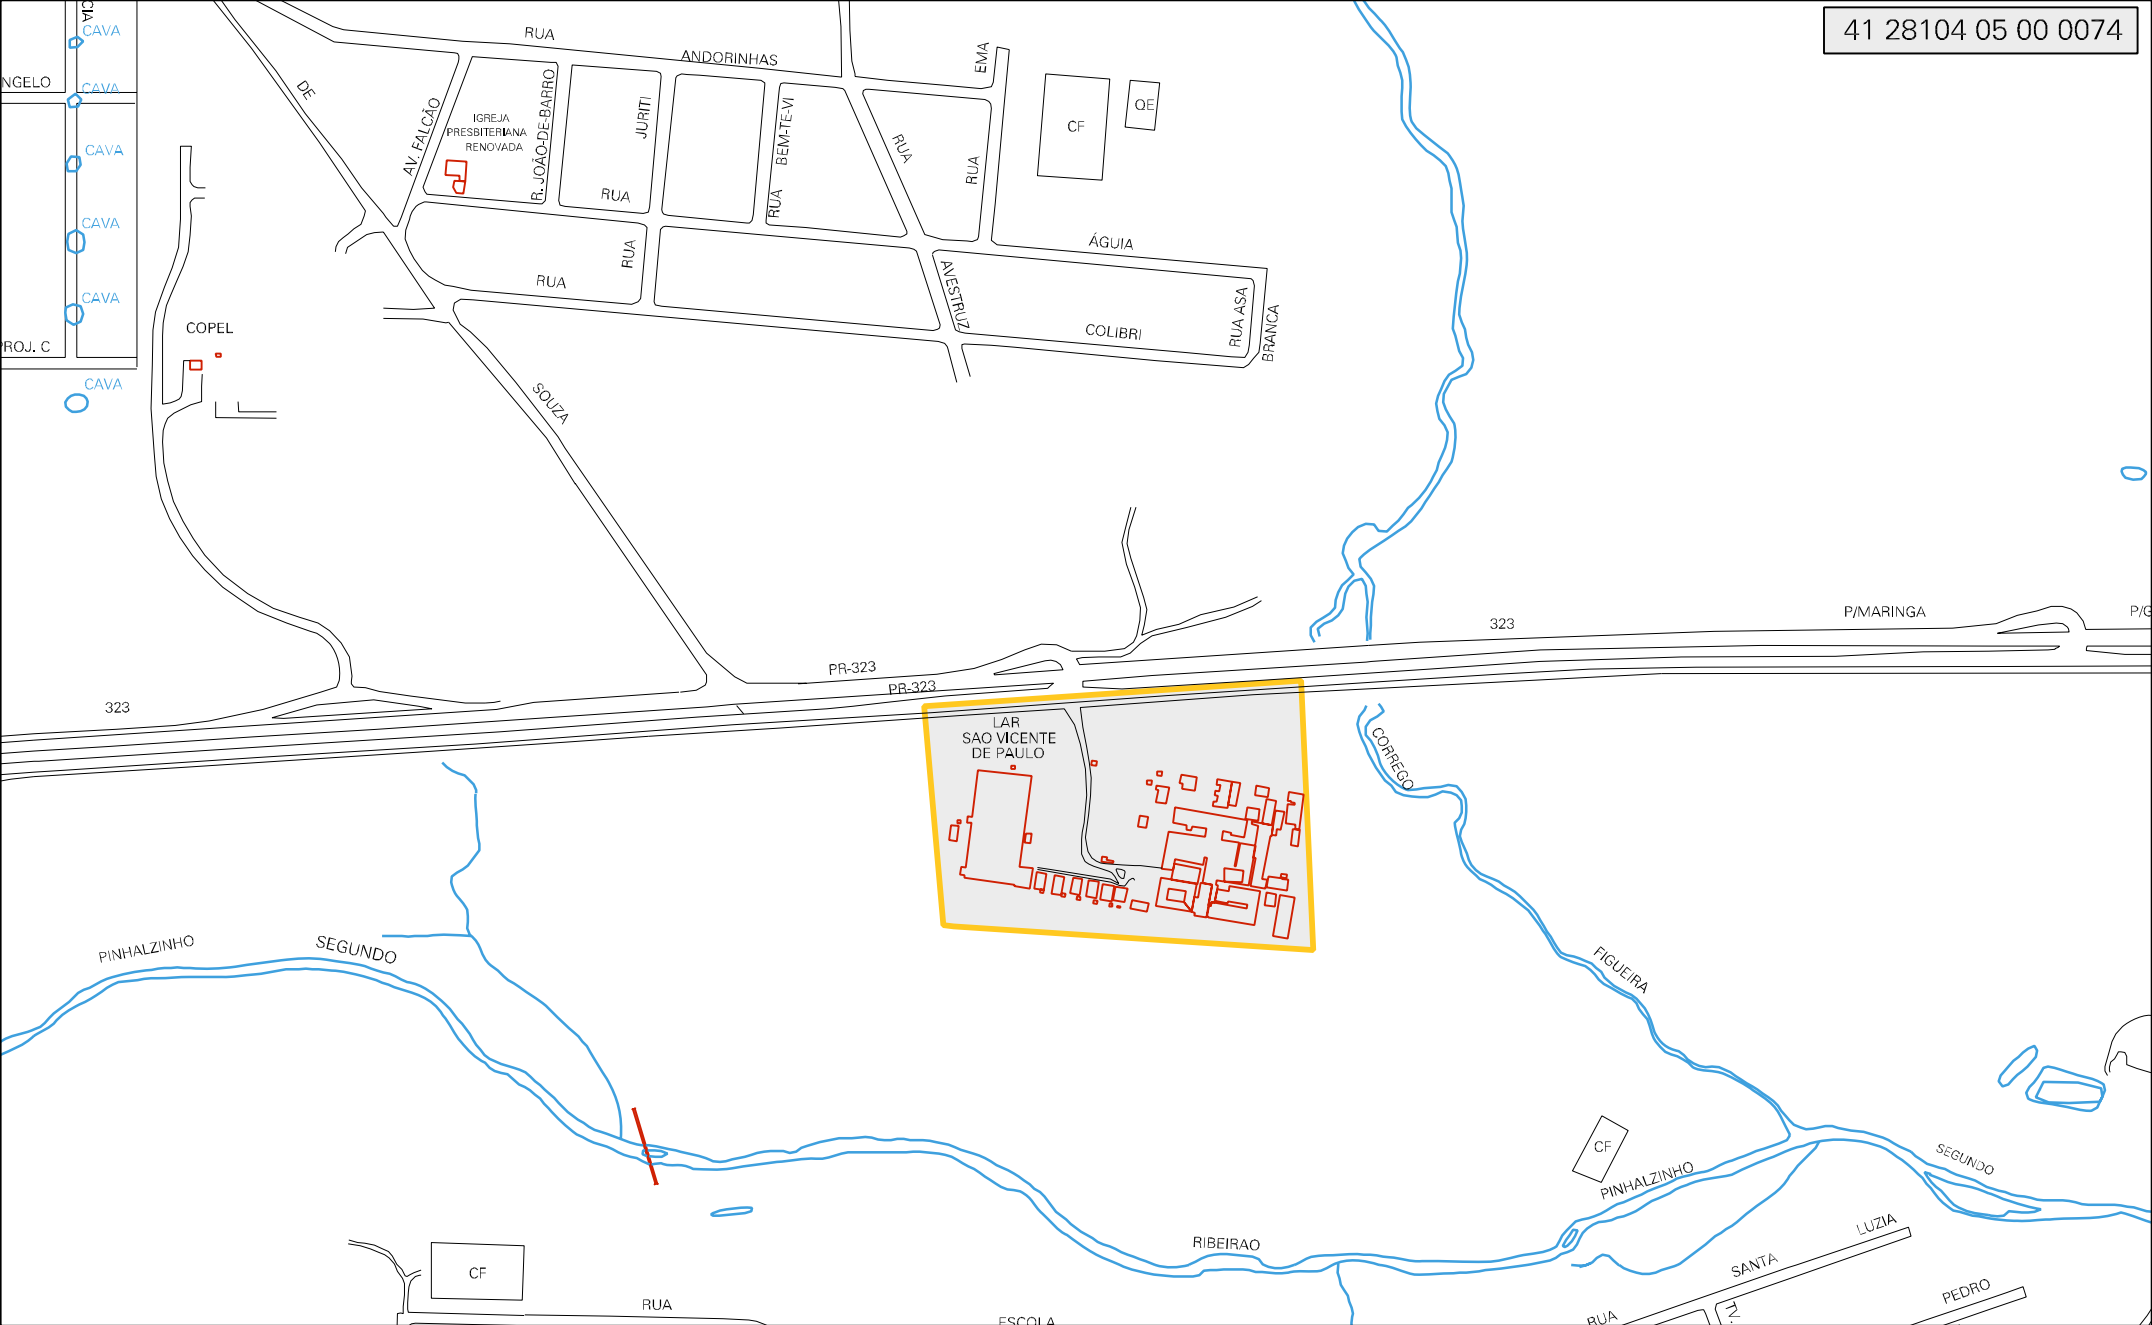 41 28104 05 00 0074
CIA
CAVA
NGELO
CAVA
CAVA
CAVA
CAVA
PROJ. C
CAVA
COPEL
DE
SOUZA
RUA
ANDORINHAS
AV. FALCÃO
IGREJA
PRESBITERIANA
RENOVADA
R. JOÃO-DE-BARRO
JURITI
RUA
BEM-TE-VI
RUA
RUA
EMA
RUA
CF
QE
RUA
RUA
ÁGUIA
AVESTRUZ
COLIBRI
RUA ASA
BRANCA
323
P/MARINGA
P/G
PR-323
PR-323
323
LAR
SAO VICENTE
DE PAULO
CORREGO
FIGUEIRA
PINHALZINHO
SEGUNDO
CF
PINHALZINHO
SEGUNDO
RIBEIRAO
CF
RUA
ESCOLA
LUZIA
SANTA
RUA
TV.
PEDRO